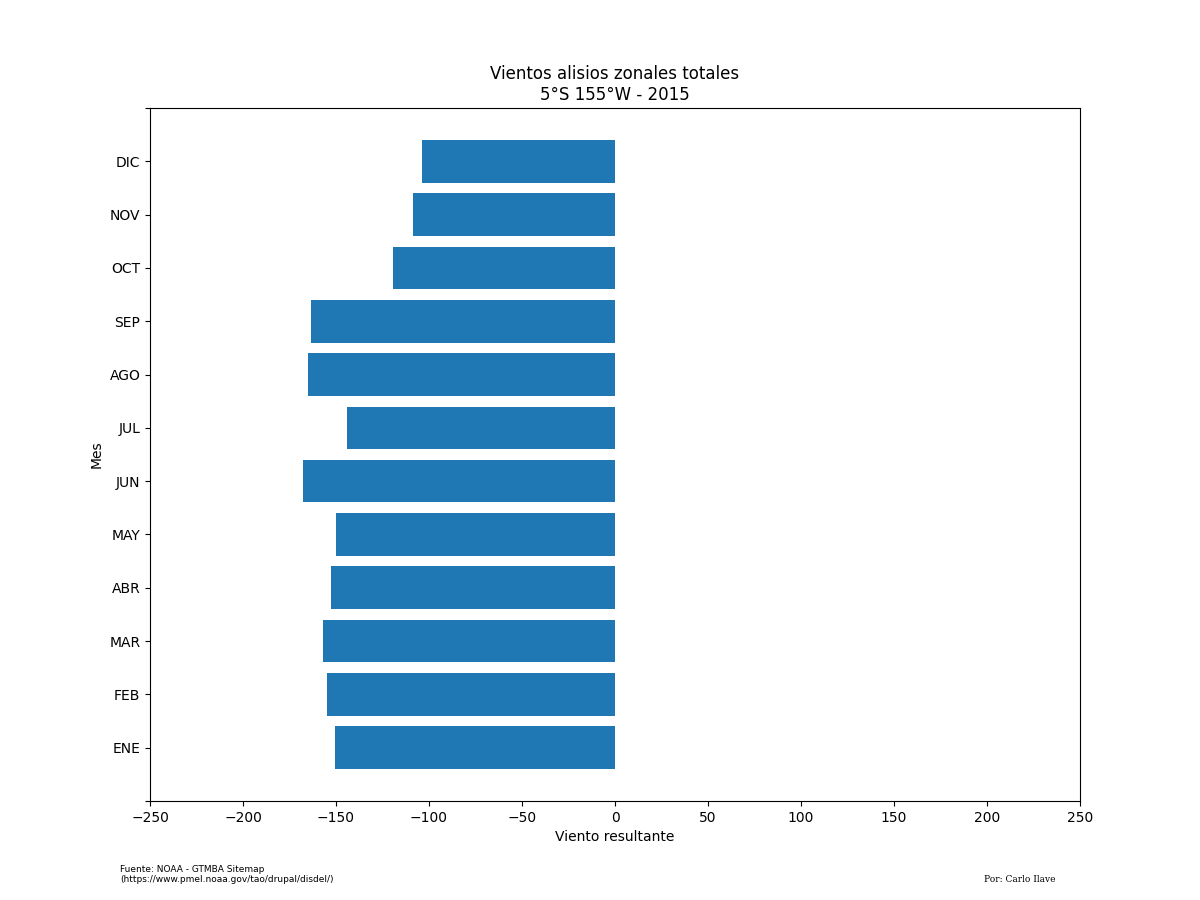 Vientos alisios zonales totales
5°S 155°W - 2015
DIC
NOV
OCT
SEP
AGO
JUL
JUN
MAY
ABR
MAR
FEB
ENE
Mes
−250 −200 −150 −100 −50 0 50 100 150 200 250
Viento resultante
Fuente: NOAA - GTMBA Sitemap
(https://www.pmel.noaa.gov/tao/drupal/disdel/)
Por: Carlo Ilave